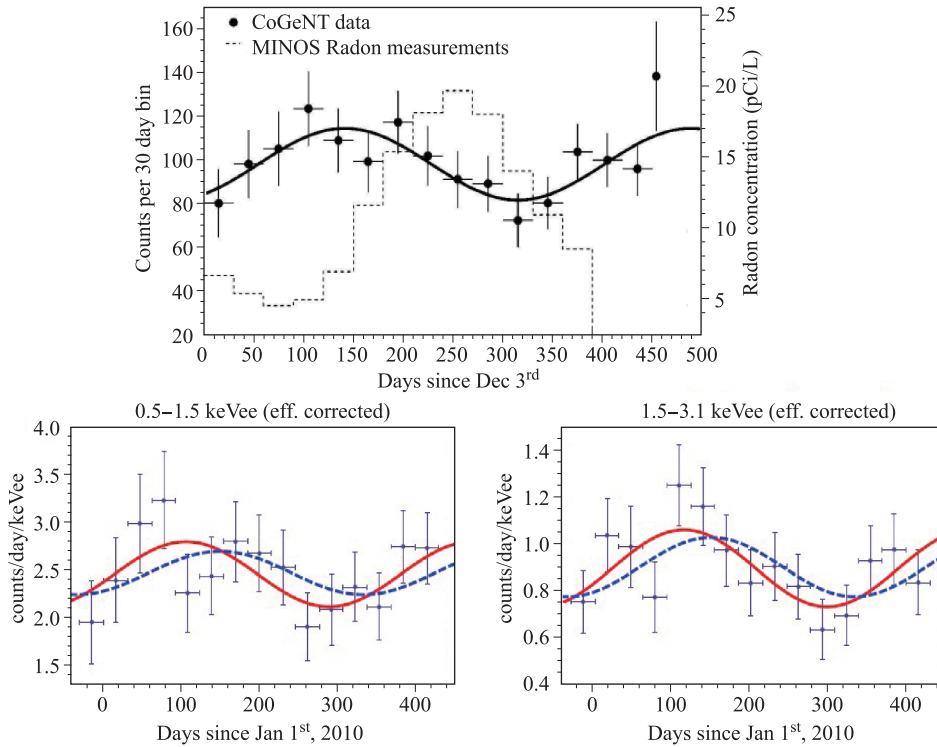 CoGeNT data
MINOS Radon measurements
Counts per 30 day bin
160
140
120
100
80
60
40
20
25
20
15
10
5
Radon concentration (pCi/L)
0 50 100 150 200 250 300 350 400 450 500
Days since Dec 3rd
0.5–1.5 keVee (eff. corrected)
counts/day/keVee
4.0
3.5
3.0
2.5
2.0
1.5
0 100 200 300 400
Days since Jan 1st, 2010
1.5–3.1 keVee (eff. corrected)
counts/day/keVee
1.4
1.2
1.0
0.8
0.6
0.4
0 100 200 300 400
Days since Jan 1st, 2010